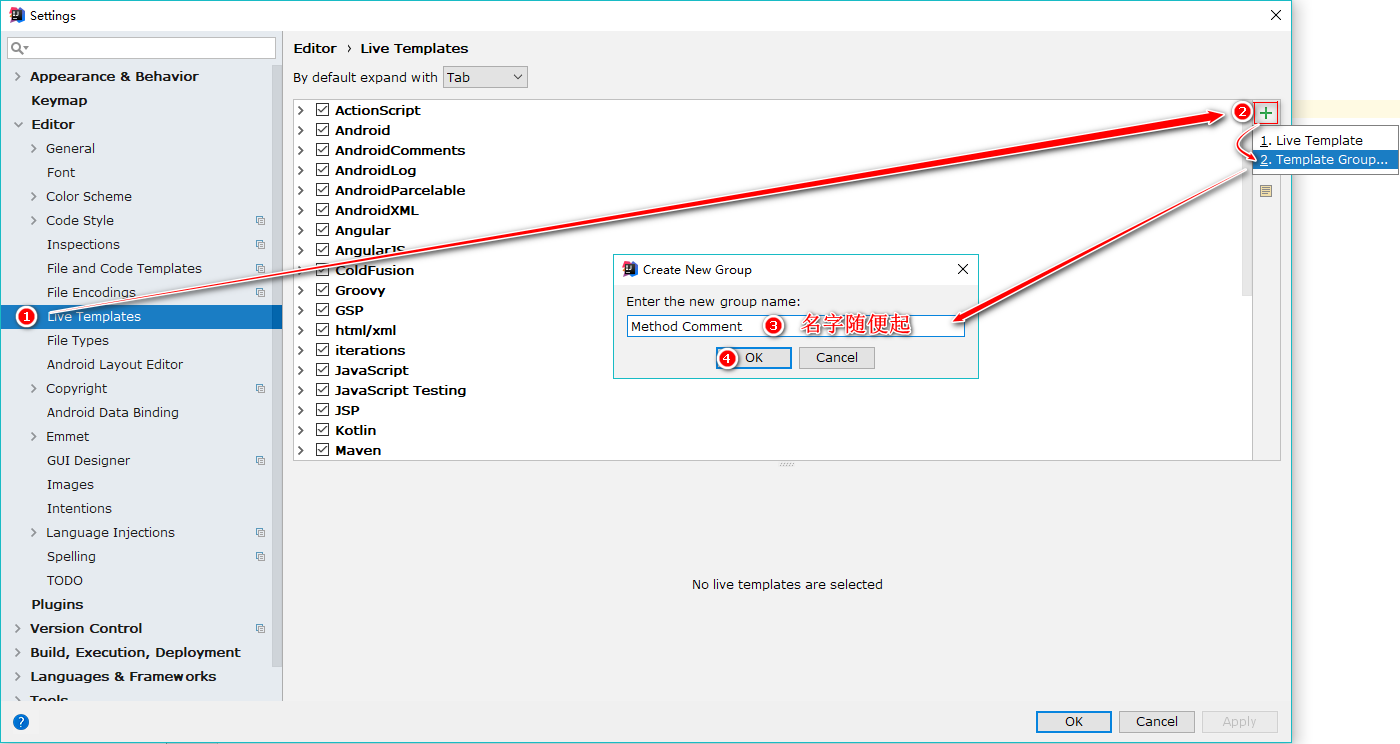 Settings
Appearance & Behavior
Keymap
Editor
General
Font
Color Scheme
Code Style
Inspections
File and Code Templates
File Encodings
1 Live Templates
File Types
Android Layout Editor
Copyright
Android Data Binding
Emmet
GUI Designer
Images
Intentions
Language Injections
Spelling
TODO
Plugins
Version Control
Build, Execution, Deployment
Languages & Frameworks
Tools
Editor › Live Templates
By default expand with Tab
ActionScript
Android
AndroidComments
AndroidLog
AndroidParcelable
AndroidXML
Angular
AngularJS
ColdFusion
Groovy
GSP
html/xml
iterations
JavaScript
JavaScript Testing
JSP
Kotlin
Maven
2
1. Live Template
2. Template Group...
Create New Group
Enter the new group name:
Method Comment 3 名字随便起
4 OK Cancel
No live templates are selected
? OK Cancel Apply